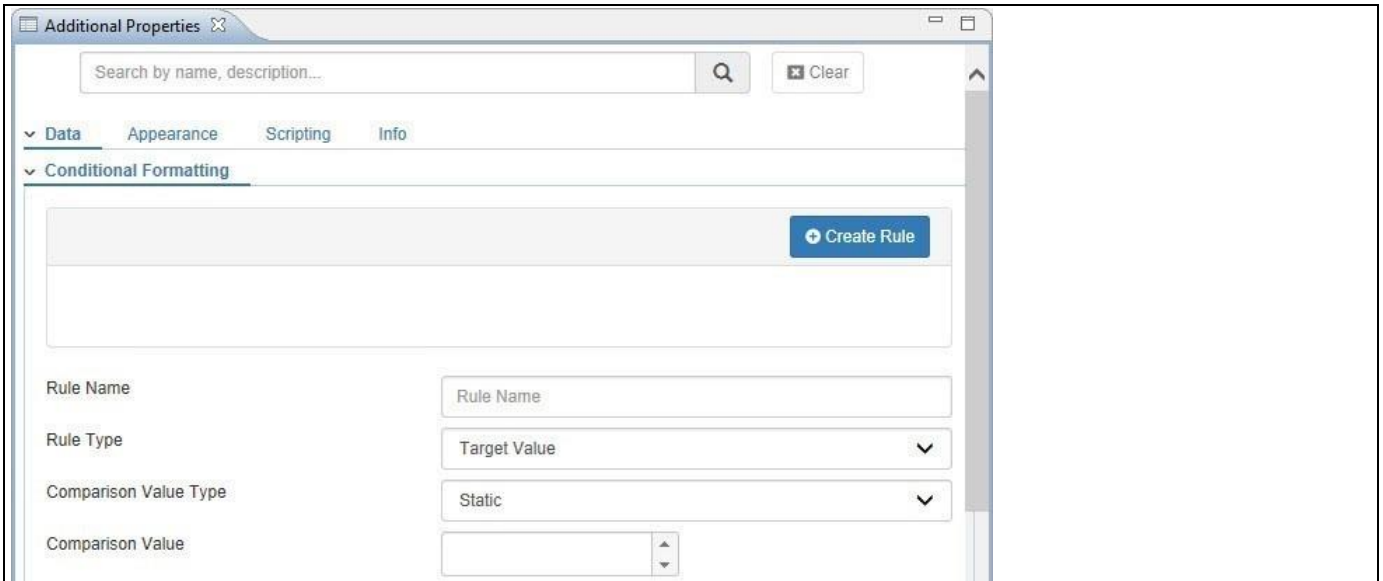 Additional Properties
Search by name, description...
Clear
Data Appearance Scripting Info
Conditional Formatting
Create Rule
Rule Name Rule Name
Rule Type Target Value
Comparison Value Type Static
Comparison Value